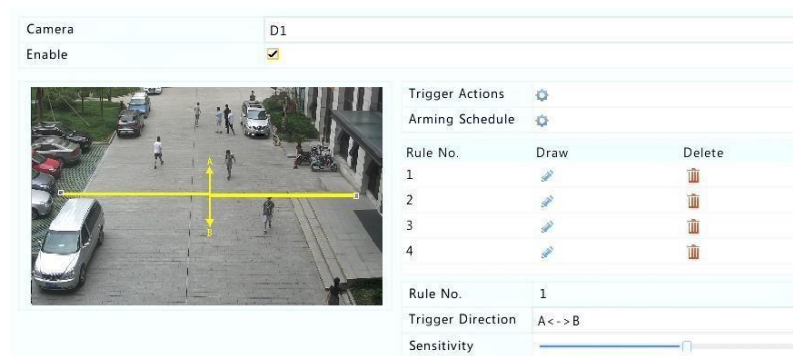 Camera D1
Enable
Trigger Actions
Arming Schedule
Rule No. Draw Delete
1
2
3
4
A
B
Rule No. 1
Trigger Direction A<->B
Sensitivity